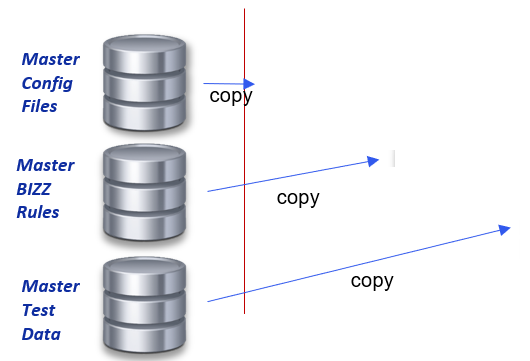 Master
Config
Files
copy
Master
BIZZ
Rules
copy
Master
Test
Data
copy